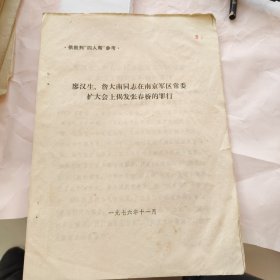 ·供批判“四人帮”参考·
廖汉生、詹大南同志在南京军区常委
扩大会上揭发张春桥的罪行
一九七六年十一月